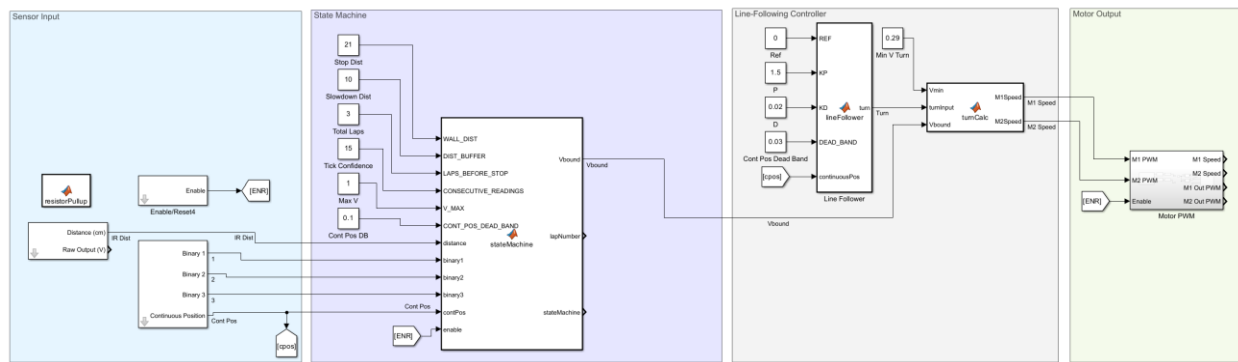 Sensor Input
resistorPullup
Enable
Enable/Reset4
[ENR]
Distance (cm)
IR Dist
Raw Output (V)
IR Dist
Binary 1
1
Binary 2
2
Binary 3
3
Continuous Position
Cont Pos
[cpos]
State Machine
21
Stop Dist
10
Slowdown Dist
3
Total Laps
15
Tick Confidence
1
Max V
0.1
Cont Pos DB
Cont Pos
[ENR]
WALL_DIST
DIST_BUFFER
LAPS_BEFORE_STOP
CONSECUTIVE_READINGS
V_MAX
CONT_POS_DEAD_BAND
distance
binary1
binary2
binary3
contPos
enable
stateMachine
Vbound
Vbound
lapNumber
stateMachine
Line-Following Controller
0
Ref
1.5
P
0.02
D
0.03
Cont Pos Dead Band
[cpos]
REF
KP
KD
DEAD_BAND
continuousPos
lineFollower
turn
Turn
Line Follower
Vbound
0.29
Min V Turn
Vmin
turnInput
Vbound
turnCalc
M1Speed
M1 Speed
M2Speed
M2 Speed
Motor Output
[ENR]
M1 PWM
M2 PWM
Enable
M1 Speed
M2 Speed
M1 Out PWM
M2 Out PWM
Motor PWM